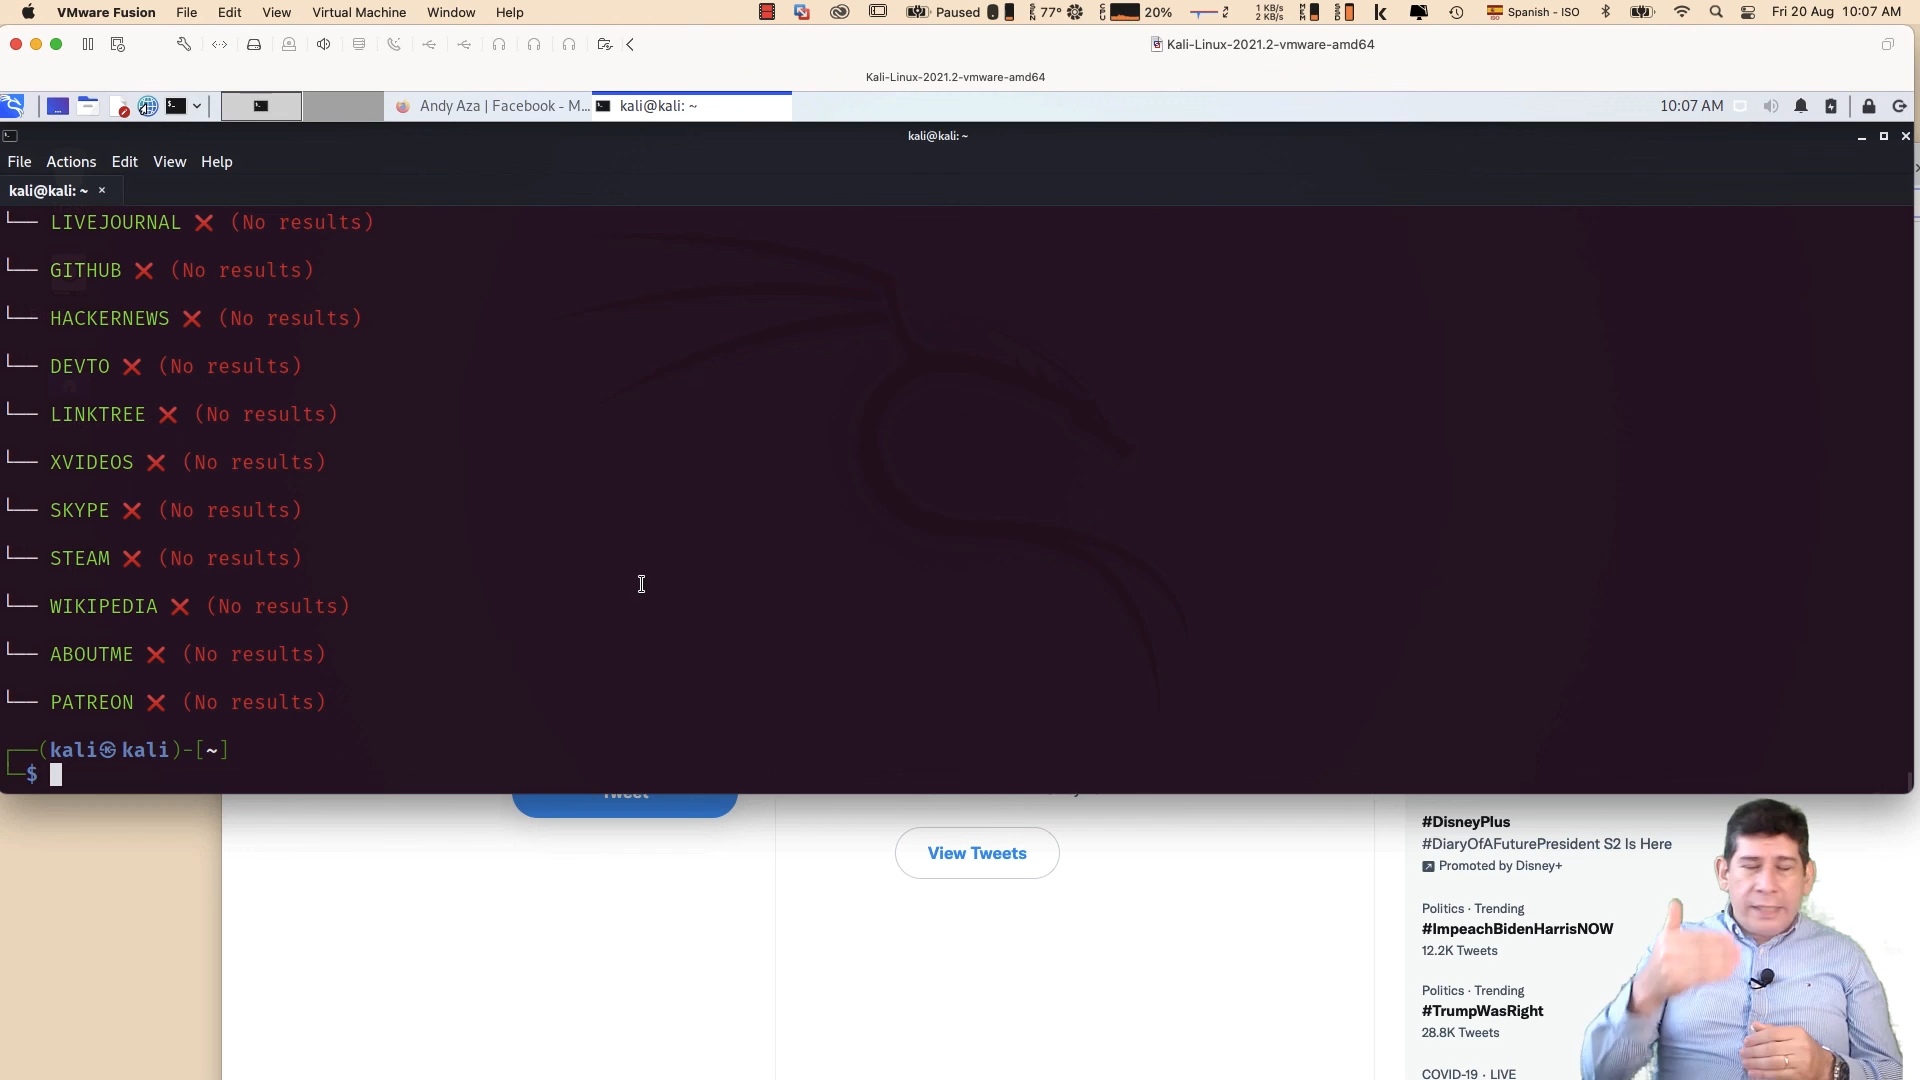 VMware Fusion File Edit View Virtual Machine Window Help Paused 77° 20% 1 KB/s 2 KB/s Spanish - ISO Fri 20 Aug 10:07 AM
Kali-Linux-2021.2-vmware-amd64
Kali-Linux-2021.2-vmware-amd64
Andy Aza | Facebook - M... kali@kali: ~ 10:07 AM
kali@kali: ~
File Actions Edit View Help
kali@kali: ~ ×
└── LIVEJOURNAL ❌ (No results)
└── GITHUB ❌ (No results)
└── HACKERNEWS ❌ (No results)
└── DEVTO ❌ (No results)
└── LINKTREE ❌ (No results)
└── XVIDEOS ❌ (No results)
└── SKYPE ❌ (No results)
└── STEAM ❌ (No results)
└── WIKIPEDIA ❌ (No results)
└── ABOUTME ❌ (No results)
└── PATREON ❌ (No results)
┌──(kali㉿kali)-[~]
└─$
Tweet
View Tweets
#DisneyPlus
#DiaryOfAFuturePresident S2 Is Here
Promoted by Disney+
Politics · Trending
#ImpeachBidenHarrisNOW
12.2K Tweets
Politics · Trending
#TrumpWasRight
28.8K Tweets
COVID-19 · LIVE